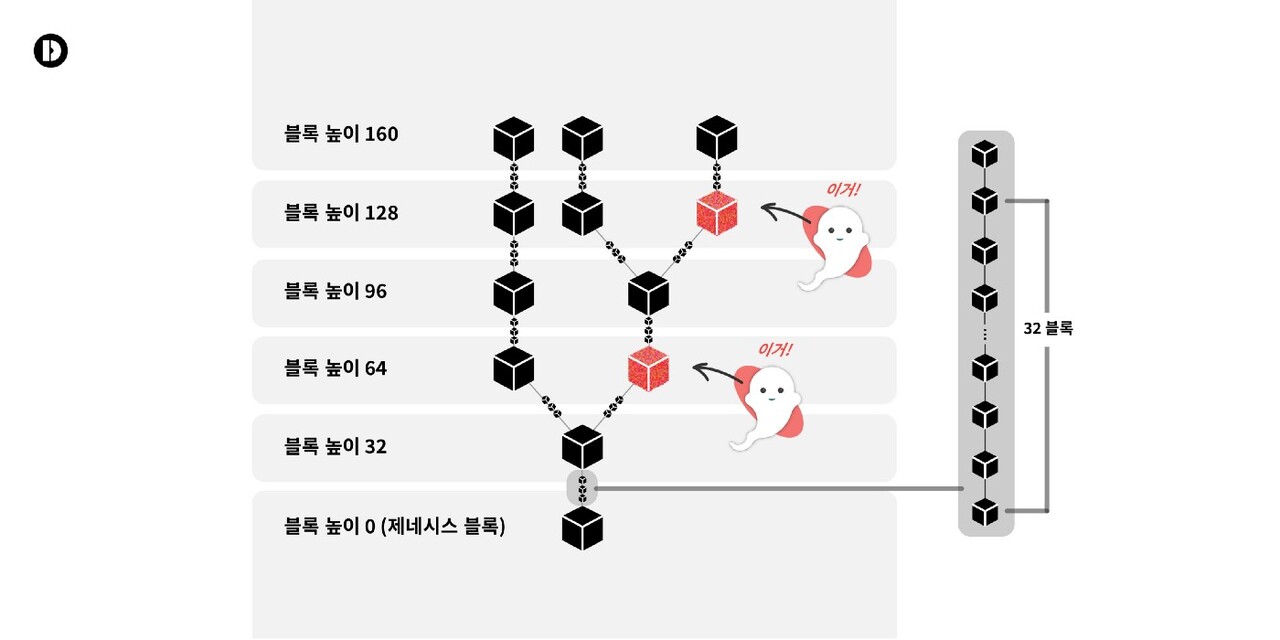 블록 높이 160
블록 높이 128
이거!
블록 높이 96
32 블록
이거!
블록 높이 64
블록 높이 32
블록 높이 0 (제네시스 블록)